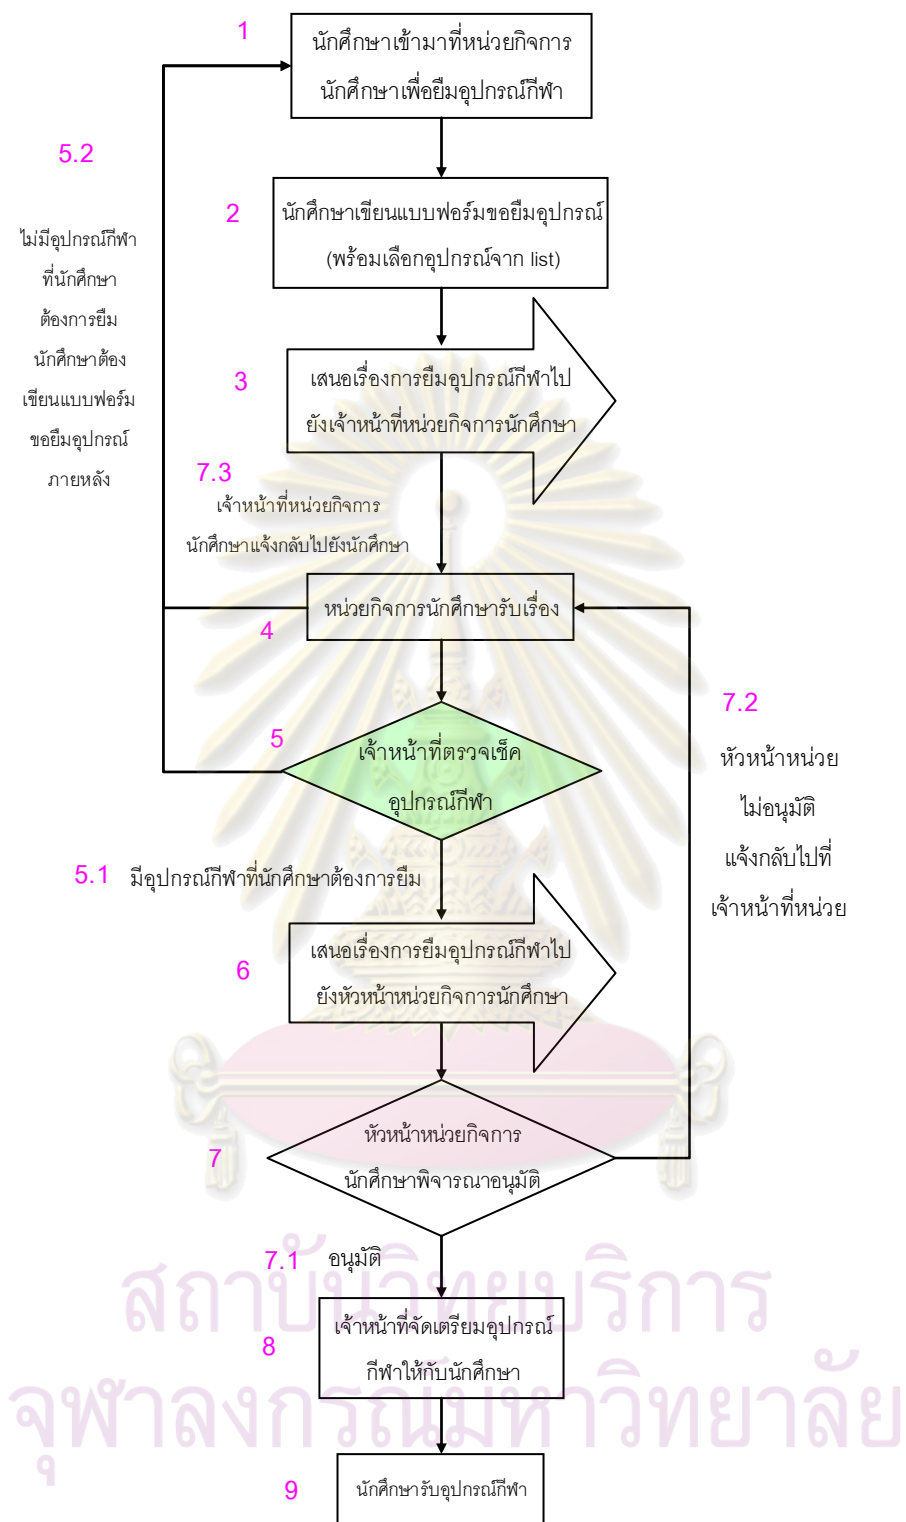 1
นักศึกษาเข้ามาที่หน่วยกิจการ
นักศึกษาเพื่อยืมอุปกรณ์กีฬา
5.2
ไม่มีอุปกรณ์กีฬา
ที่นักศึกษา
ต้องการยืม
นักศึกษาต้อง
เขียนแบบฟอร์ม
ขอยืมอุปกรณ์
ภายหลัง
2
นักศึกษาเขียนแบบฟอร์มขอยืมอุปกรณ์
(พร้อมเลือกอุปกรณ์จาก list)
3
เสนอเรื่องการยืมอุปกรณ์กีฬาไป
ยังเจ้าหน้าที่หน่วยกิจการนักศึกษา
7.3
เจ้าหน้าที่หน่วยกิจการ
นักศึกษาแจ้งกลับไปยังนักศึกษา
หน่วยกิจการนักศึกษารับเรื่อง
4
5
เจ้าหน้าที่ตรวจเช็ค
อุปกรณ์กีฬา
7.2
หัวหน้าหน่วย
ไม่อนุมัติ
แจ้งกลับไปที่
เจ้าหน้าที่หน่วย
5.1 มีอุปกรณ์กีฬาที่นักศึกษาต้องการยืม
6
เสนอเรื่องการยืมอุปกรณ์กีฬาไป
ยังหัวหน้าหน่วยกิจการนักศึกษา
7
หัวหน้าหน่วยกิจการ
นักศึกษาพิจารณาอนุมัติ
7.1 อนุมัติ
สถาบันวิทยบริการ
8
เจ้าหน้าที่จัดเตรียมอุปกรณ์
กีฬาให้กับนักศึกษา
จุฬาลงกรณ์มหาวิทยาลัย
9
นักศึกษารับอุปกรณ์กีฬา